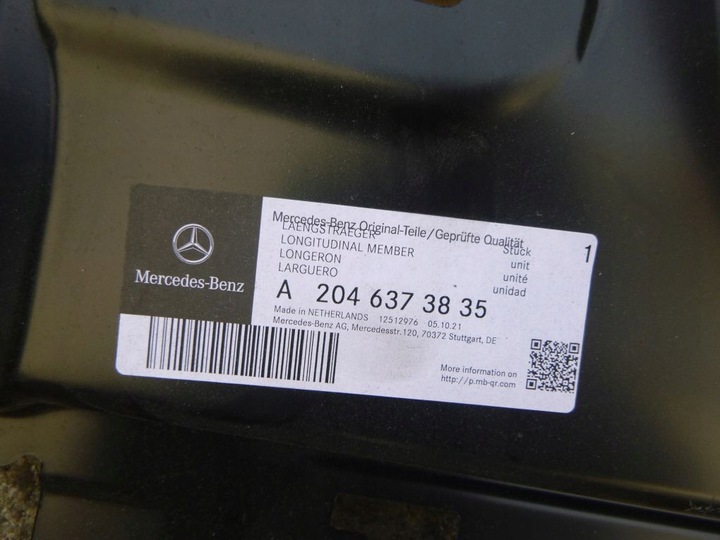 Mercedes-Benz
Mercedes-Benz Original-Teile/Geprüfte Qualität
LAENGSTRAEGER Stück 1
LONGITUDINAL MEMBER unit
LONGERON unité
LARGUERO unidad
A 204 637 38 35
Made in NETHERLANDS 12512976 05.10.21
Mercedes-Benz AG, Mercedesstr.120, 70372 Stuttgart, DE
More information on
http://p.mb-qr.com